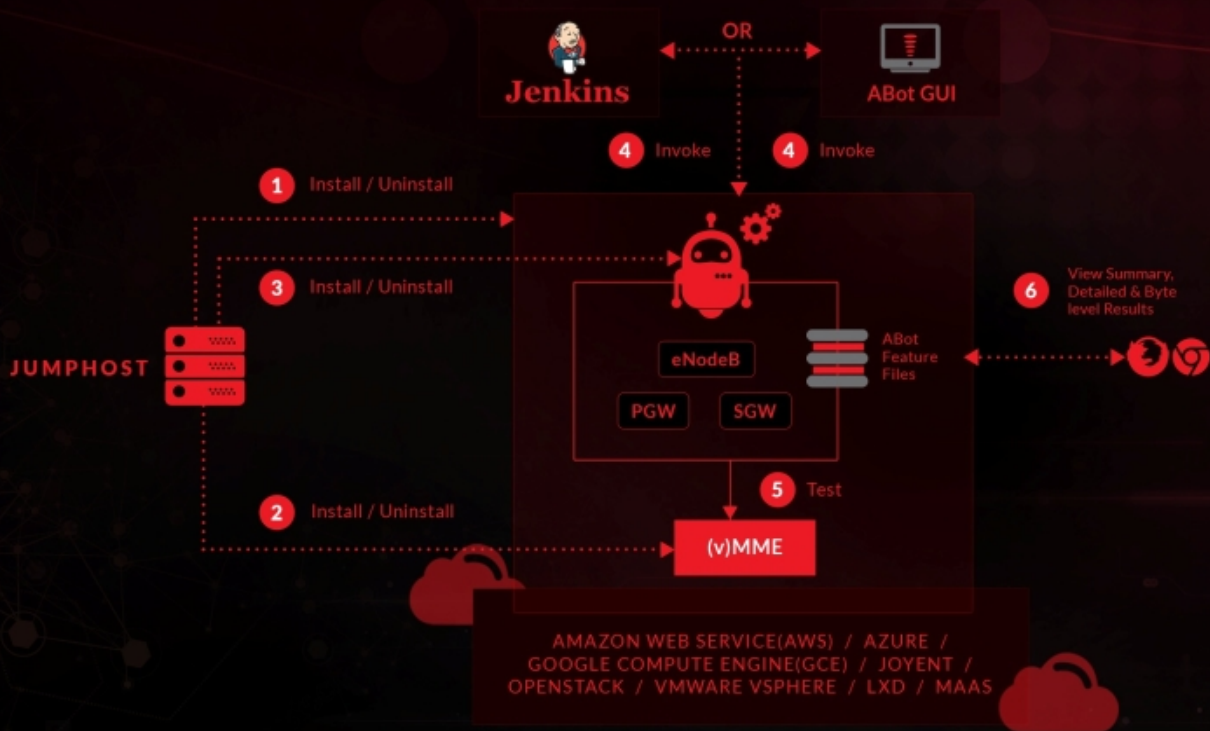 OR
Jenkins
ABot GUI
4 Invoke
4 Invoke
1 Install / Uninstall
3 Install / Uninstall
6 View Summary,
Detailed & Byte
level Results
JUMPHOST
ABot
Feature
Files
eNodeB
PGW
SGW
5 Test
2 Install / Uninstall
(v)MME
AMAZON WEB SERVICE(AWS) / AZURE /
GOOGLE COMPUTE ENGINE(GCE) / JOYENT /
OPENSTACK / VMWARE VSPHERE / LXD / MAAS